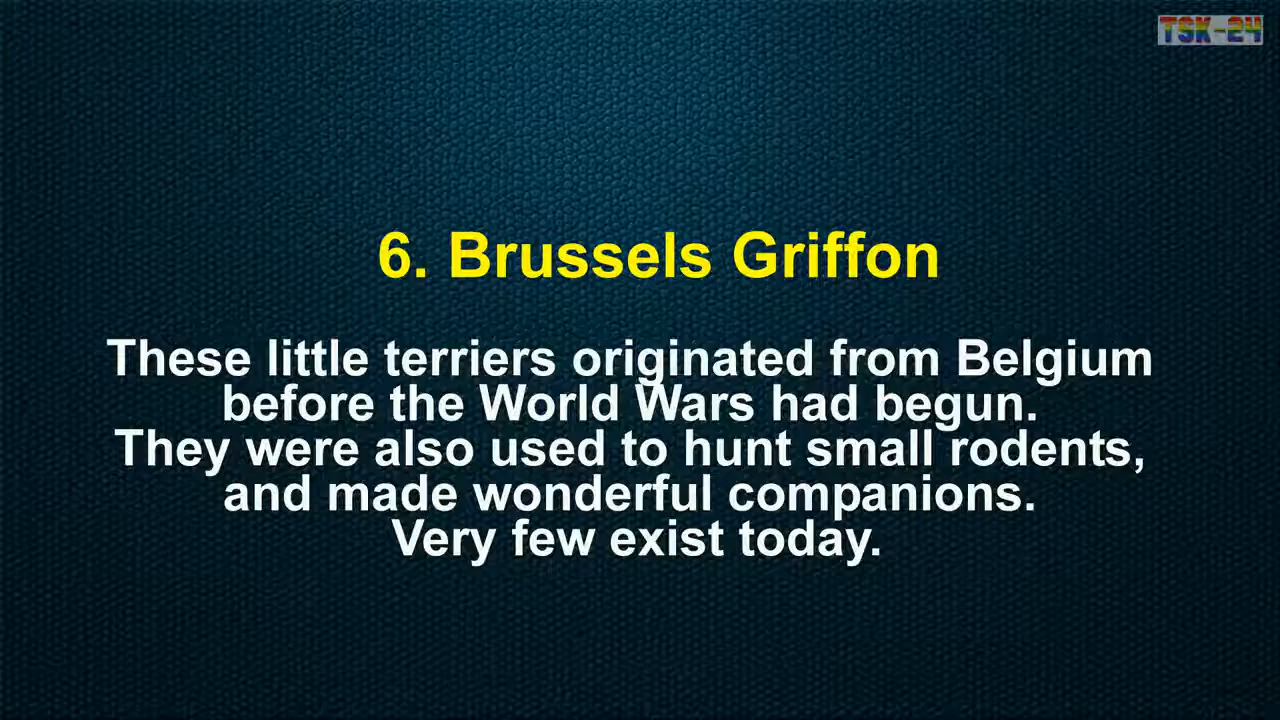 TSK-24
6. Brussels Griffon
These little terriers originated from Belgium
before the World Wars had begun.
They were also used to hunt small rodents,
and made wonderful companions.
Very few exist today.